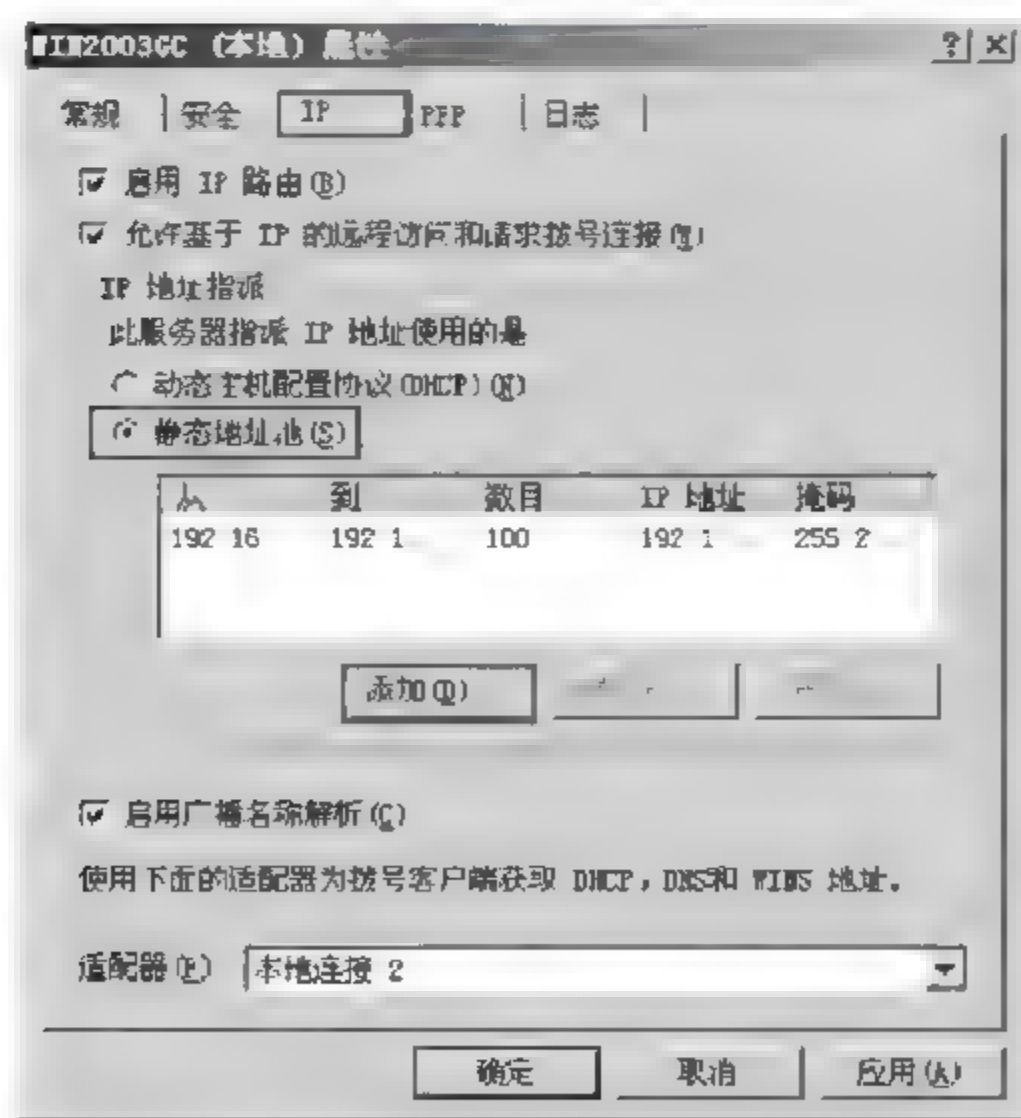 WIN2003GC (本地) 属性
常规 安全 IP PPP 日志
启用 IP 路由(B)
允许基于 IP 的远程访问和请求拨号连接(W)
IP 地址指派
此服务器指派 IP 地址使用的是
动态主机配置协议(DHCP)(N)
静态地址池(S)
从 到 数目 IP 地址 掩码
192 16 192 1 100 192 1 255 2
添加(D)
启用广播名称解析(C)
使用下面的适配器为拨号客户端获取 DHCP，DNS和 WINS 地址.
适配器(E) 本地连接 2
确定 取消 应用(A)